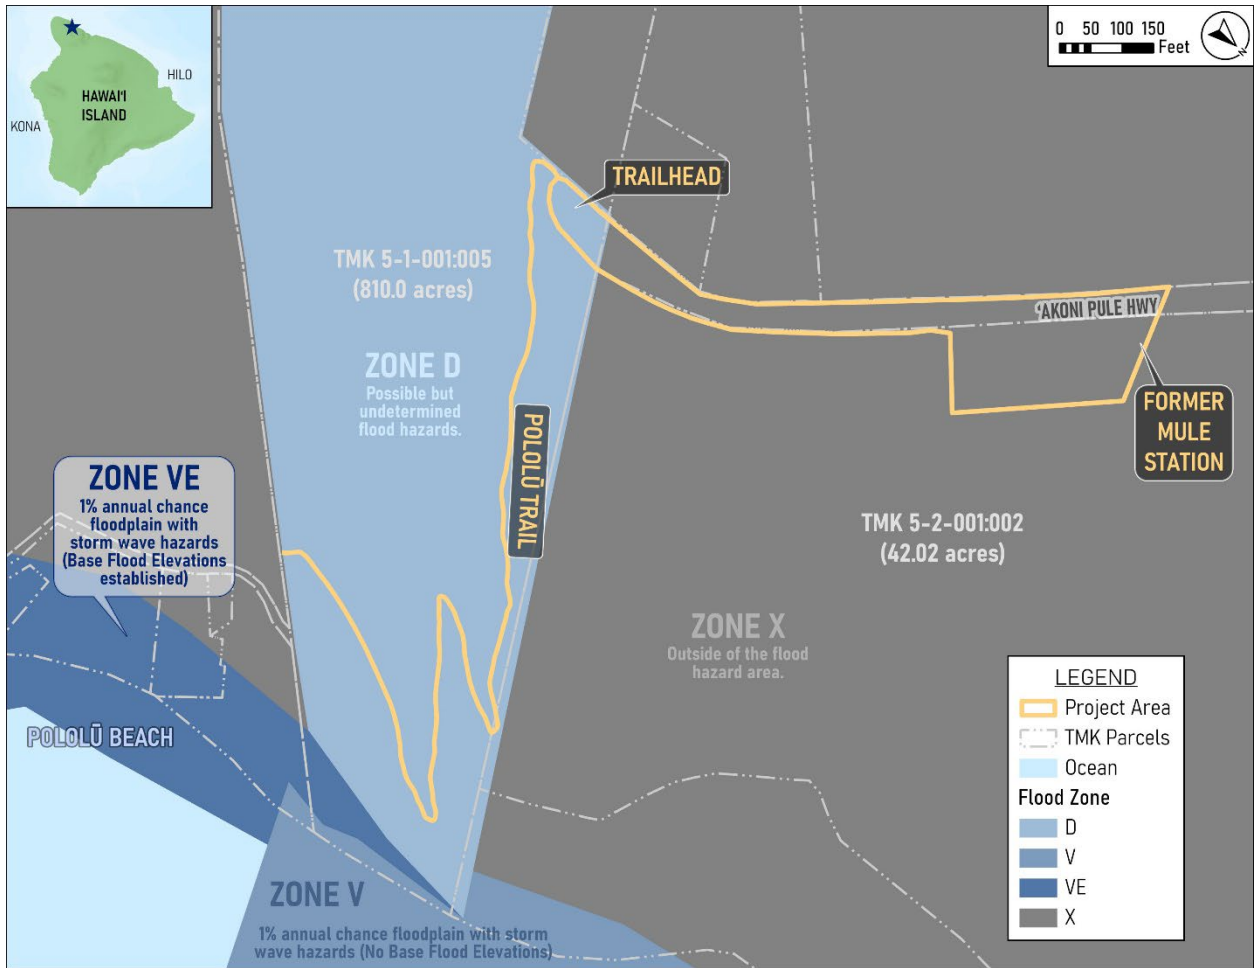 HAWAI'I
ISLAND
HILO
KONA
0 50 100 150
Feet
N
TRAILHEAD
TMK 5-1-001:005
(810.0 acres)
ZONE D
Possible but
undetermined
flood hazards.
POLOLŪ TRAIL
'AKONI PULE HWY
FORMER
MULE
STATION
ZONE VE
1% annual chance
floodplain with
storm wave hazards
(Base Flood Elevations
established)
TMK 5-2-001:002
(42.02 acres)
ZONE X
Outside of the flood
hazard area.
POLOLŪ BEACH
ZONE V
1% annual chance floodplain with storm
wave hazards (No Base Flood Elevations)
LEGEND
Project Area
TMK Parcels
Ocean
Flood Zone
D
V
VE
X